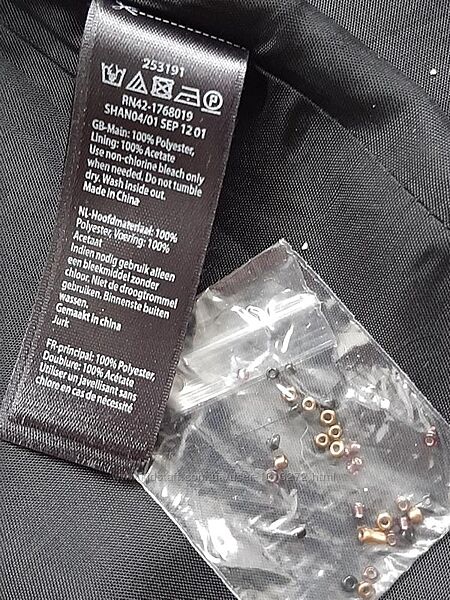 253191
RN42-1768019
SHAN04/01 SEP 12 01
GB-Main: 100% Polyester,
Lining: 100% Acetate
Use non-chlorine bleach only
when needed. Do not tumble
dry. Wash inside out.
Made in China
NL-Hoofdmateriaal: 100%
Polyester, Voering: 100%
Acetaat
Indien nodig gebruik alleen
een bleekmiddel zonder
chloor. Niet de droogtrommel
gebruiken. Binnenste buiten
wassen.
Gemaakt in china
Jurk
FR-principal: 100% Polyester,
Doublure: 100% Acétate
Utiliser un javellisant sans
chlore en cas de nécessité